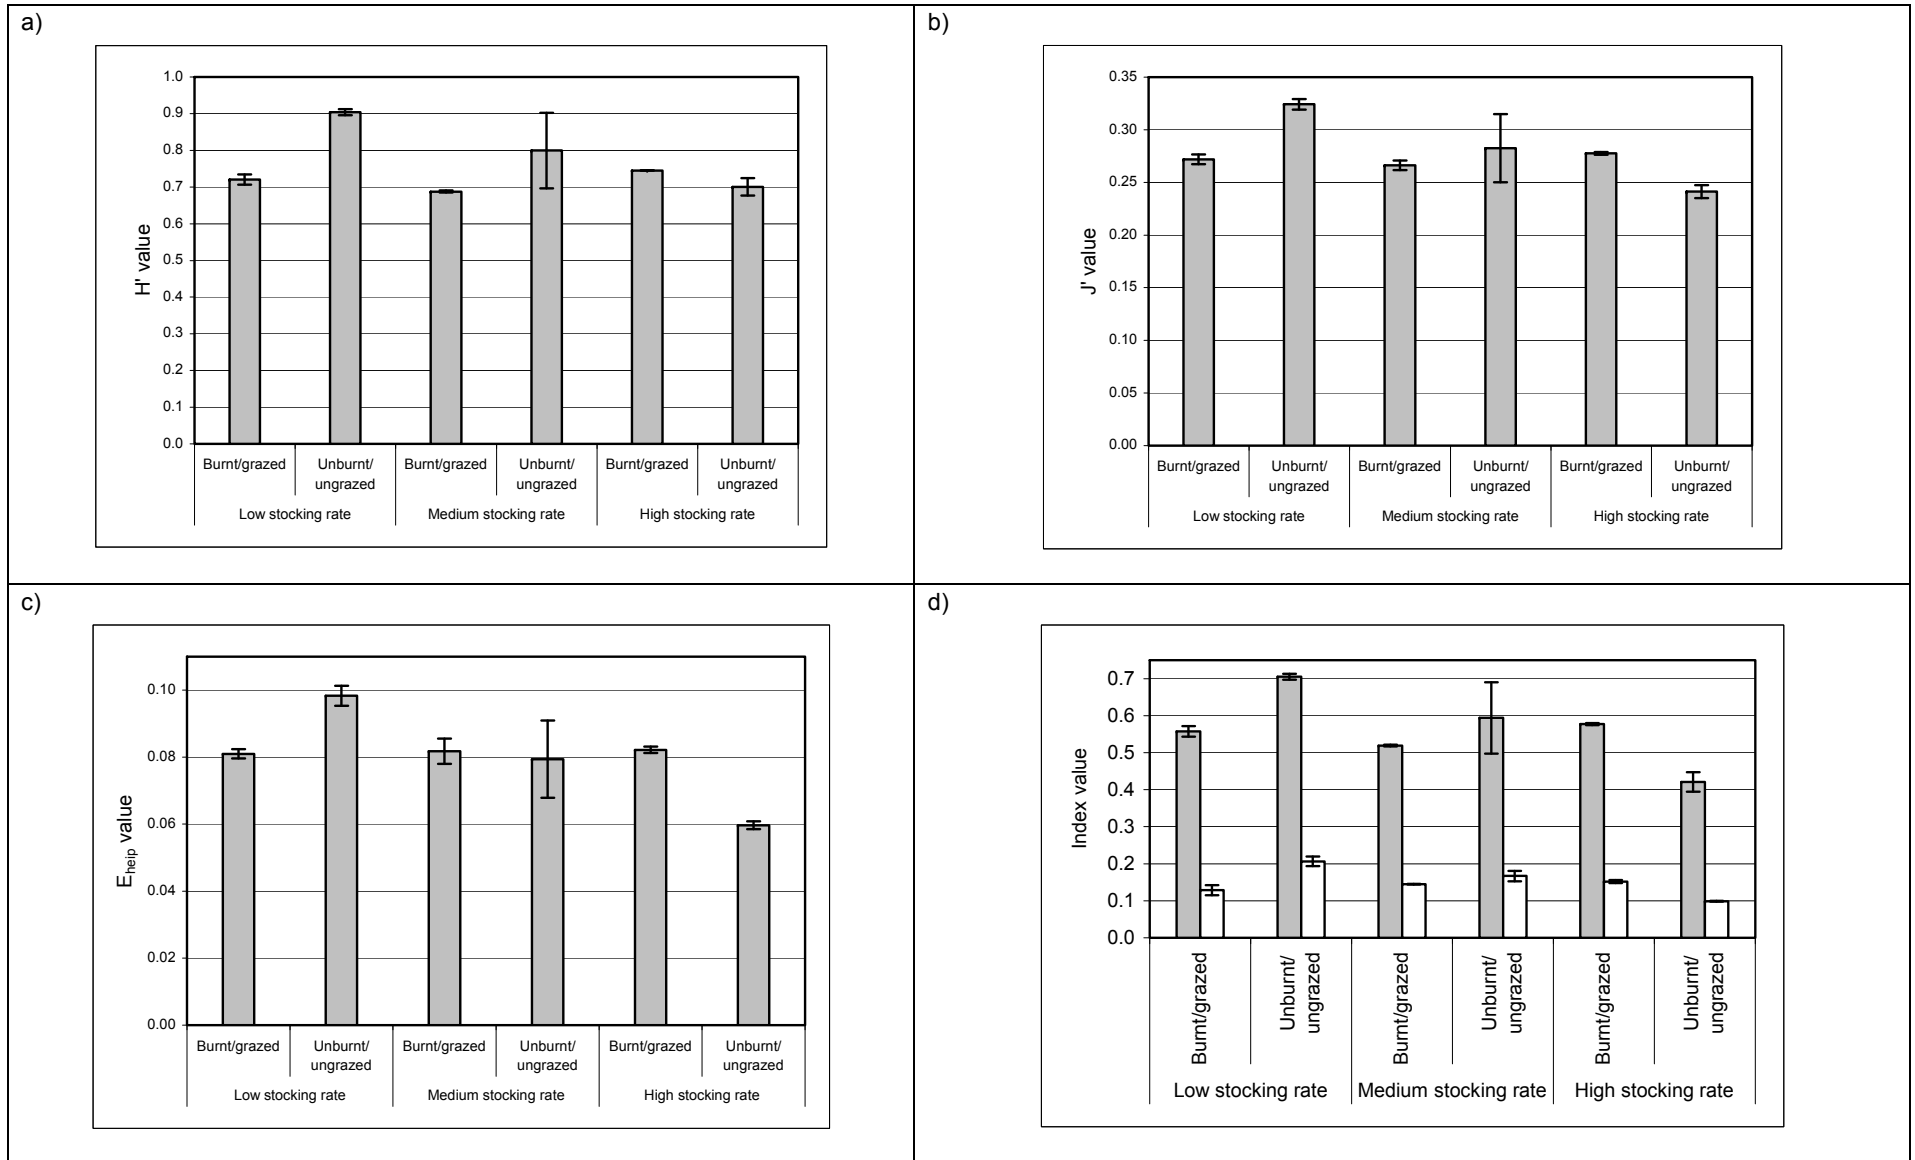 a)
H' value
1.0
0.9
0.8
0.7
0.6
0.5
0.4
0.3
0.2
0.1
0.0
Burnt/grazed
Unburnt/
ungrazed
Burnt/grazed
Unburnt/
ungrazed
Burnt/grazed
Unburnt/
ungrazed
Low stocking rate
Medium stocking rate
High stocking rate
b)
J' value
0.35
0.30
0.25
0.20
0.15
0.10
0.05
0.00
Burnt/grazed
Unburnt/
ungrazed
Burnt/grazed
Unburnt/
ungrazed
Burnt/grazed
Unburnt/
ungrazed
Low stocking rate
Medium stocking rate
High stocking rate
c)
Eheip value
0.10
0.08
0.06
0.04
0.02
0.00
Burnt/grazed
Unburnt/
ungrazed
Burnt/grazed
Unburnt/
ungrazed
Burnt/grazed
Unburnt/
ungrazed
Low stocking rate
Medium stocking rate
High stocking rate
d)
Index value
0.7
0.6
0.5
0.4
0.3
0.2
0.1
0.0
Burnt/grazed
Unburnt/
ungrazed
Burnt/grazed
Unburnt/
ungrazed
Burnt/grazed
Unburnt/
ungrazed
Low stocking rate
Medium stocking rate
High stocking rate